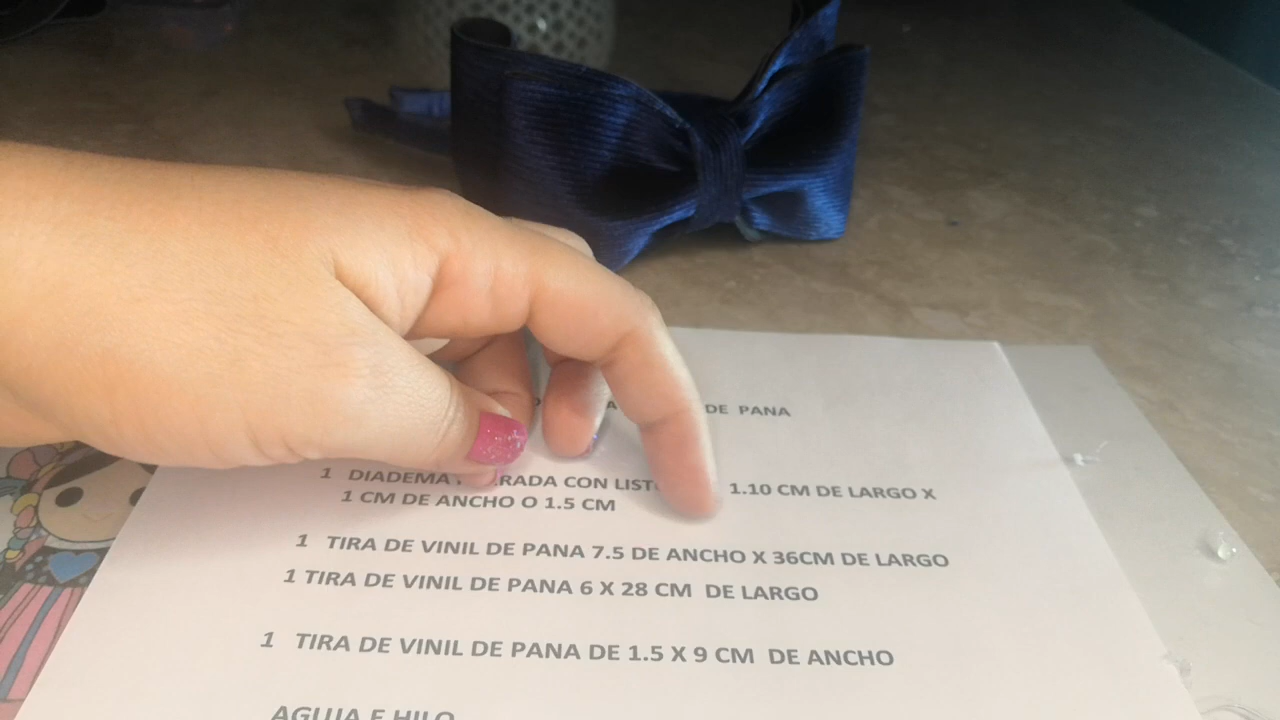 DE PANA
1 DIADEMA CON 1.10 CM DE LARGO X
1 CM DE ANCHO O 1.5 CM
1 TIRA DE VINIL DE PANA 7.5 DE ANCHO X 36CM DE LARGO
1 TIRA DE VINIL DE PANA 6 X 28 CM DE LARGO
1 TIRA DE VINIL DE PANA DE 1.5 X 9 CM DE ANCHO
AGUJA E HILO